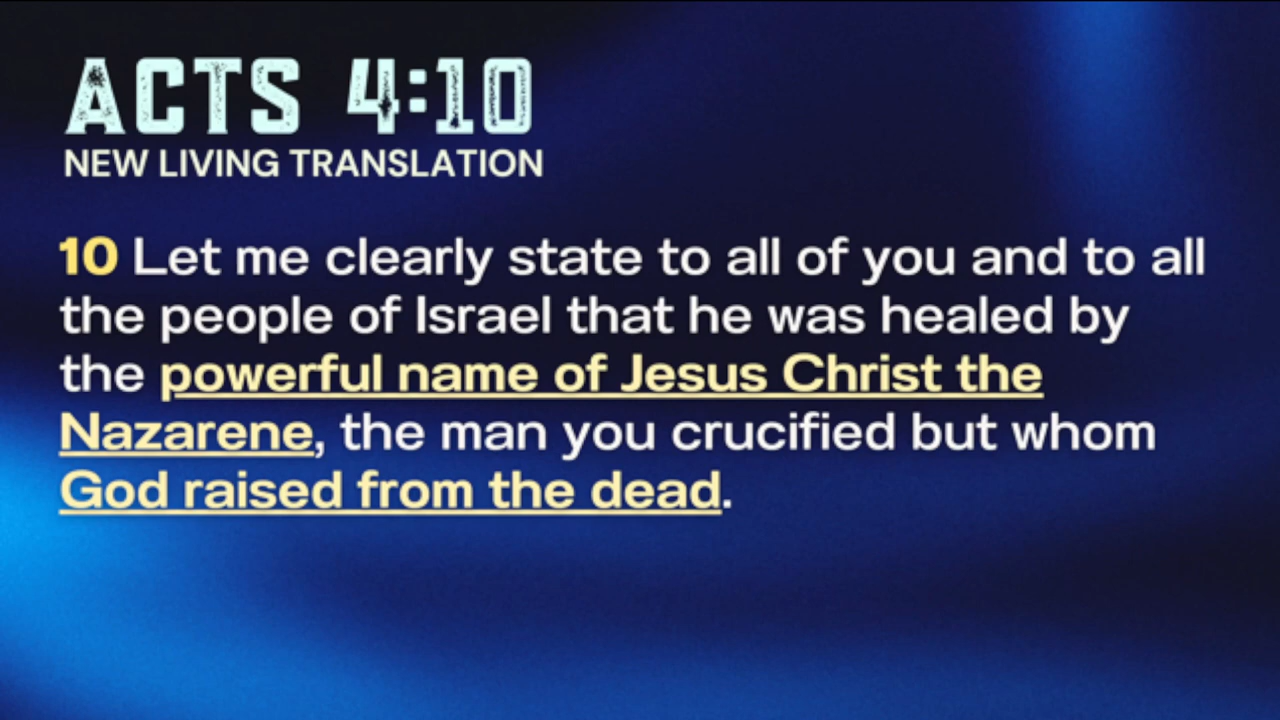 ACTS 4:10
NEW LIVING TRANSLATION
10 Let me clearly state to all of you and to all
the people of Israel that he was healed by
the powerful name of Jesus Christ the
Nazarene, the man you crucified but whom
God raised from the dead.